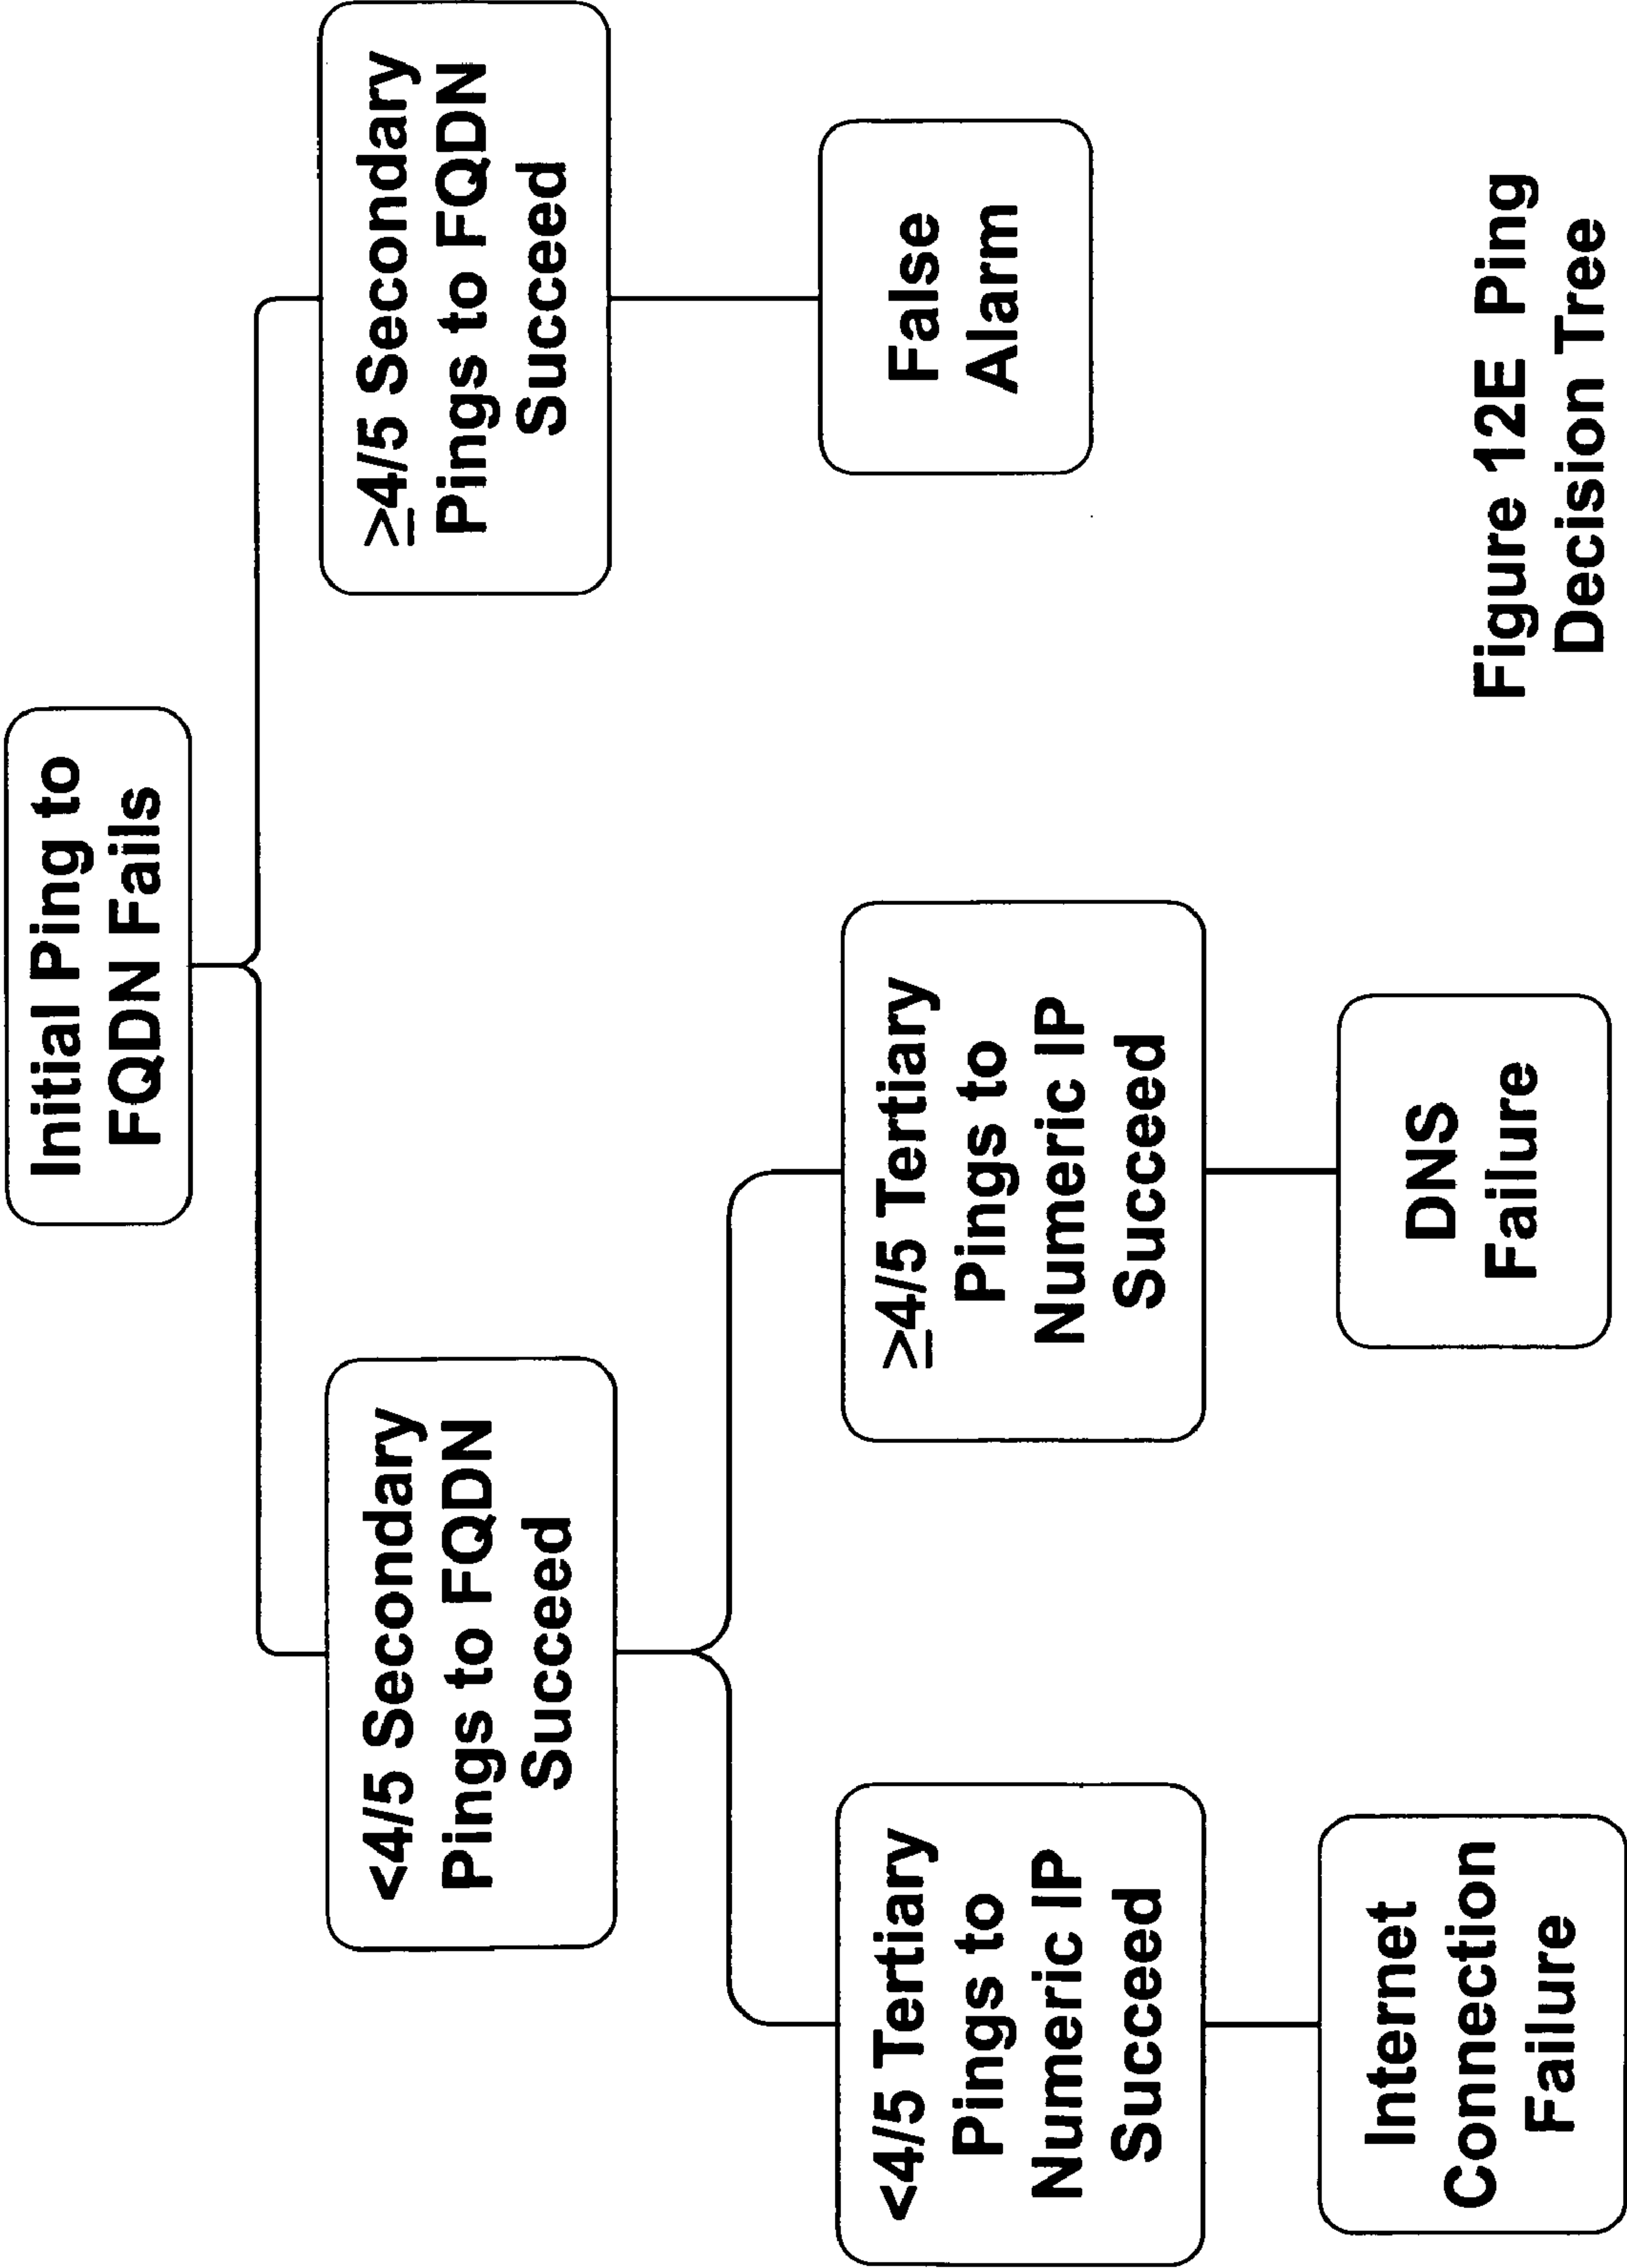 Initial Ping to
FQDN Fails
<4/5 Secondary
Pings to FQDN
Succeed
≥4/5 Secondary
Pings to FQDN
Succeed
<4/5 Tertiary
Pings to
Numeric IP
Succeed
≥4/5 Tertiary
Pings to
Numeric IP
Succeed
False
Alarm
Internet
Connection
Failure
DNS
Failure
Figure 12E Ping
Decision Tree